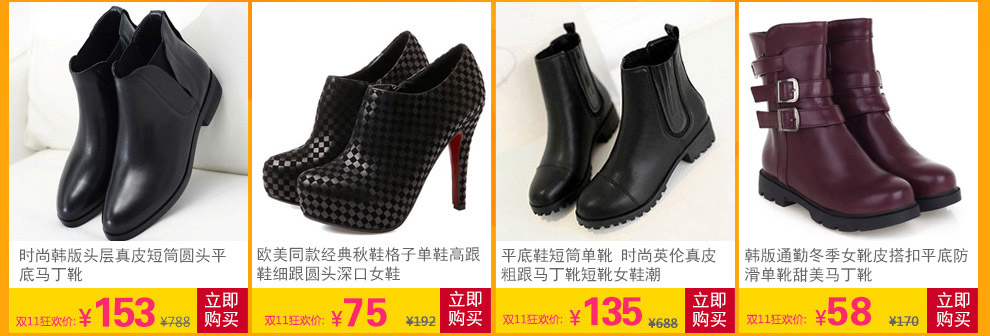 时尚韩版头层真皮短筒圆头平
底马丁靴
双11狂欢价: ¥153 ¥788 立即
购买
欧美同款经典秋鞋格子单鞋高跟
鞋细跟圆头深口女鞋
双11狂欢价: ¥75 ¥192 立即
购买
平底鞋短筒单靴 时尚英伦真皮
粗跟马丁靴短靴女鞋潮
双11狂欢价: ¥135 ¥688 立即
购买
韩版通勤冬季女靴皮搭扣平底防
滑单靴甜美马丁靴
双11狂欢价: ¥58 ¥170 立即
购买